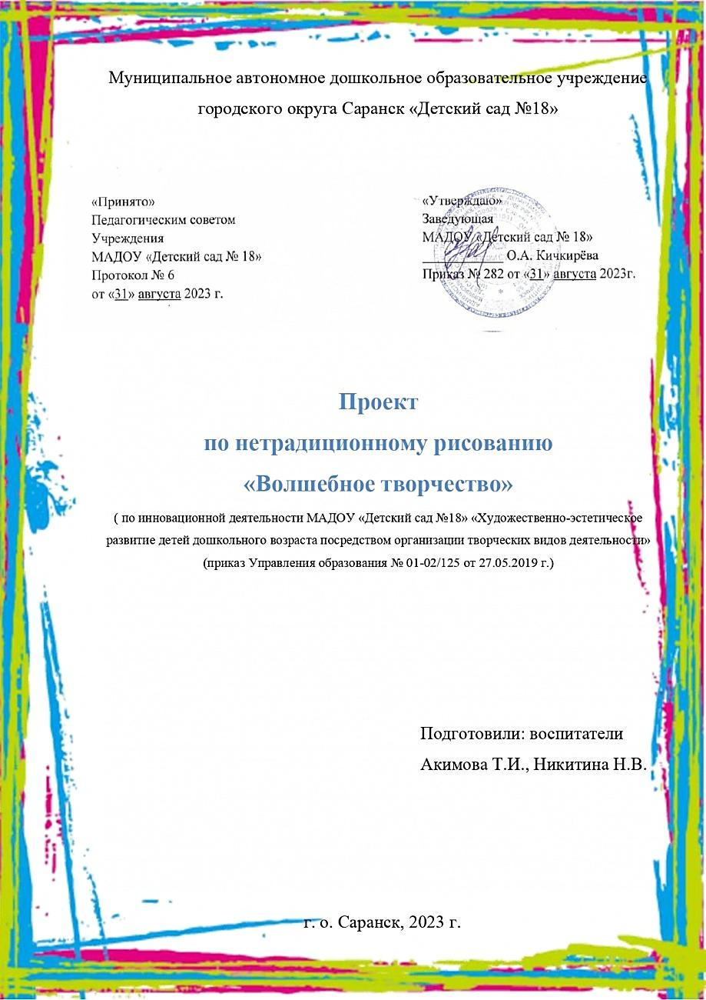 Муниципальное автономное дошкольное образовательное учреждение
городского округа Саранск «Детский сад №18»
«Принято»
Педагогическим советом
Учреждения
МАДОУ «Детский сад № 18»
Протокол № 6
от «31» августа 2023 г.
«Утверждаю»
Заведующая
МАДОУ «Детский сад № 18»
____________ О.А. Кичкирёва
Приказ № 282 от «31» августа 2023г.
Проект
по нетрадиционному рисованию
«Волшебное творчество»
( по инновационной деятельности МАДОУ «Детский сад №18» «Художественно-эстетическое
развитие детей дошкольного возраста посредством организации творческих видов деятельности»
(приказ Управления образования № 01-02/125 от 27.05.2019 г.)
Подготовили: воспитатели
Акимова Т.И., Никитина Н.В.
г. о. Саранск, 2023 г.